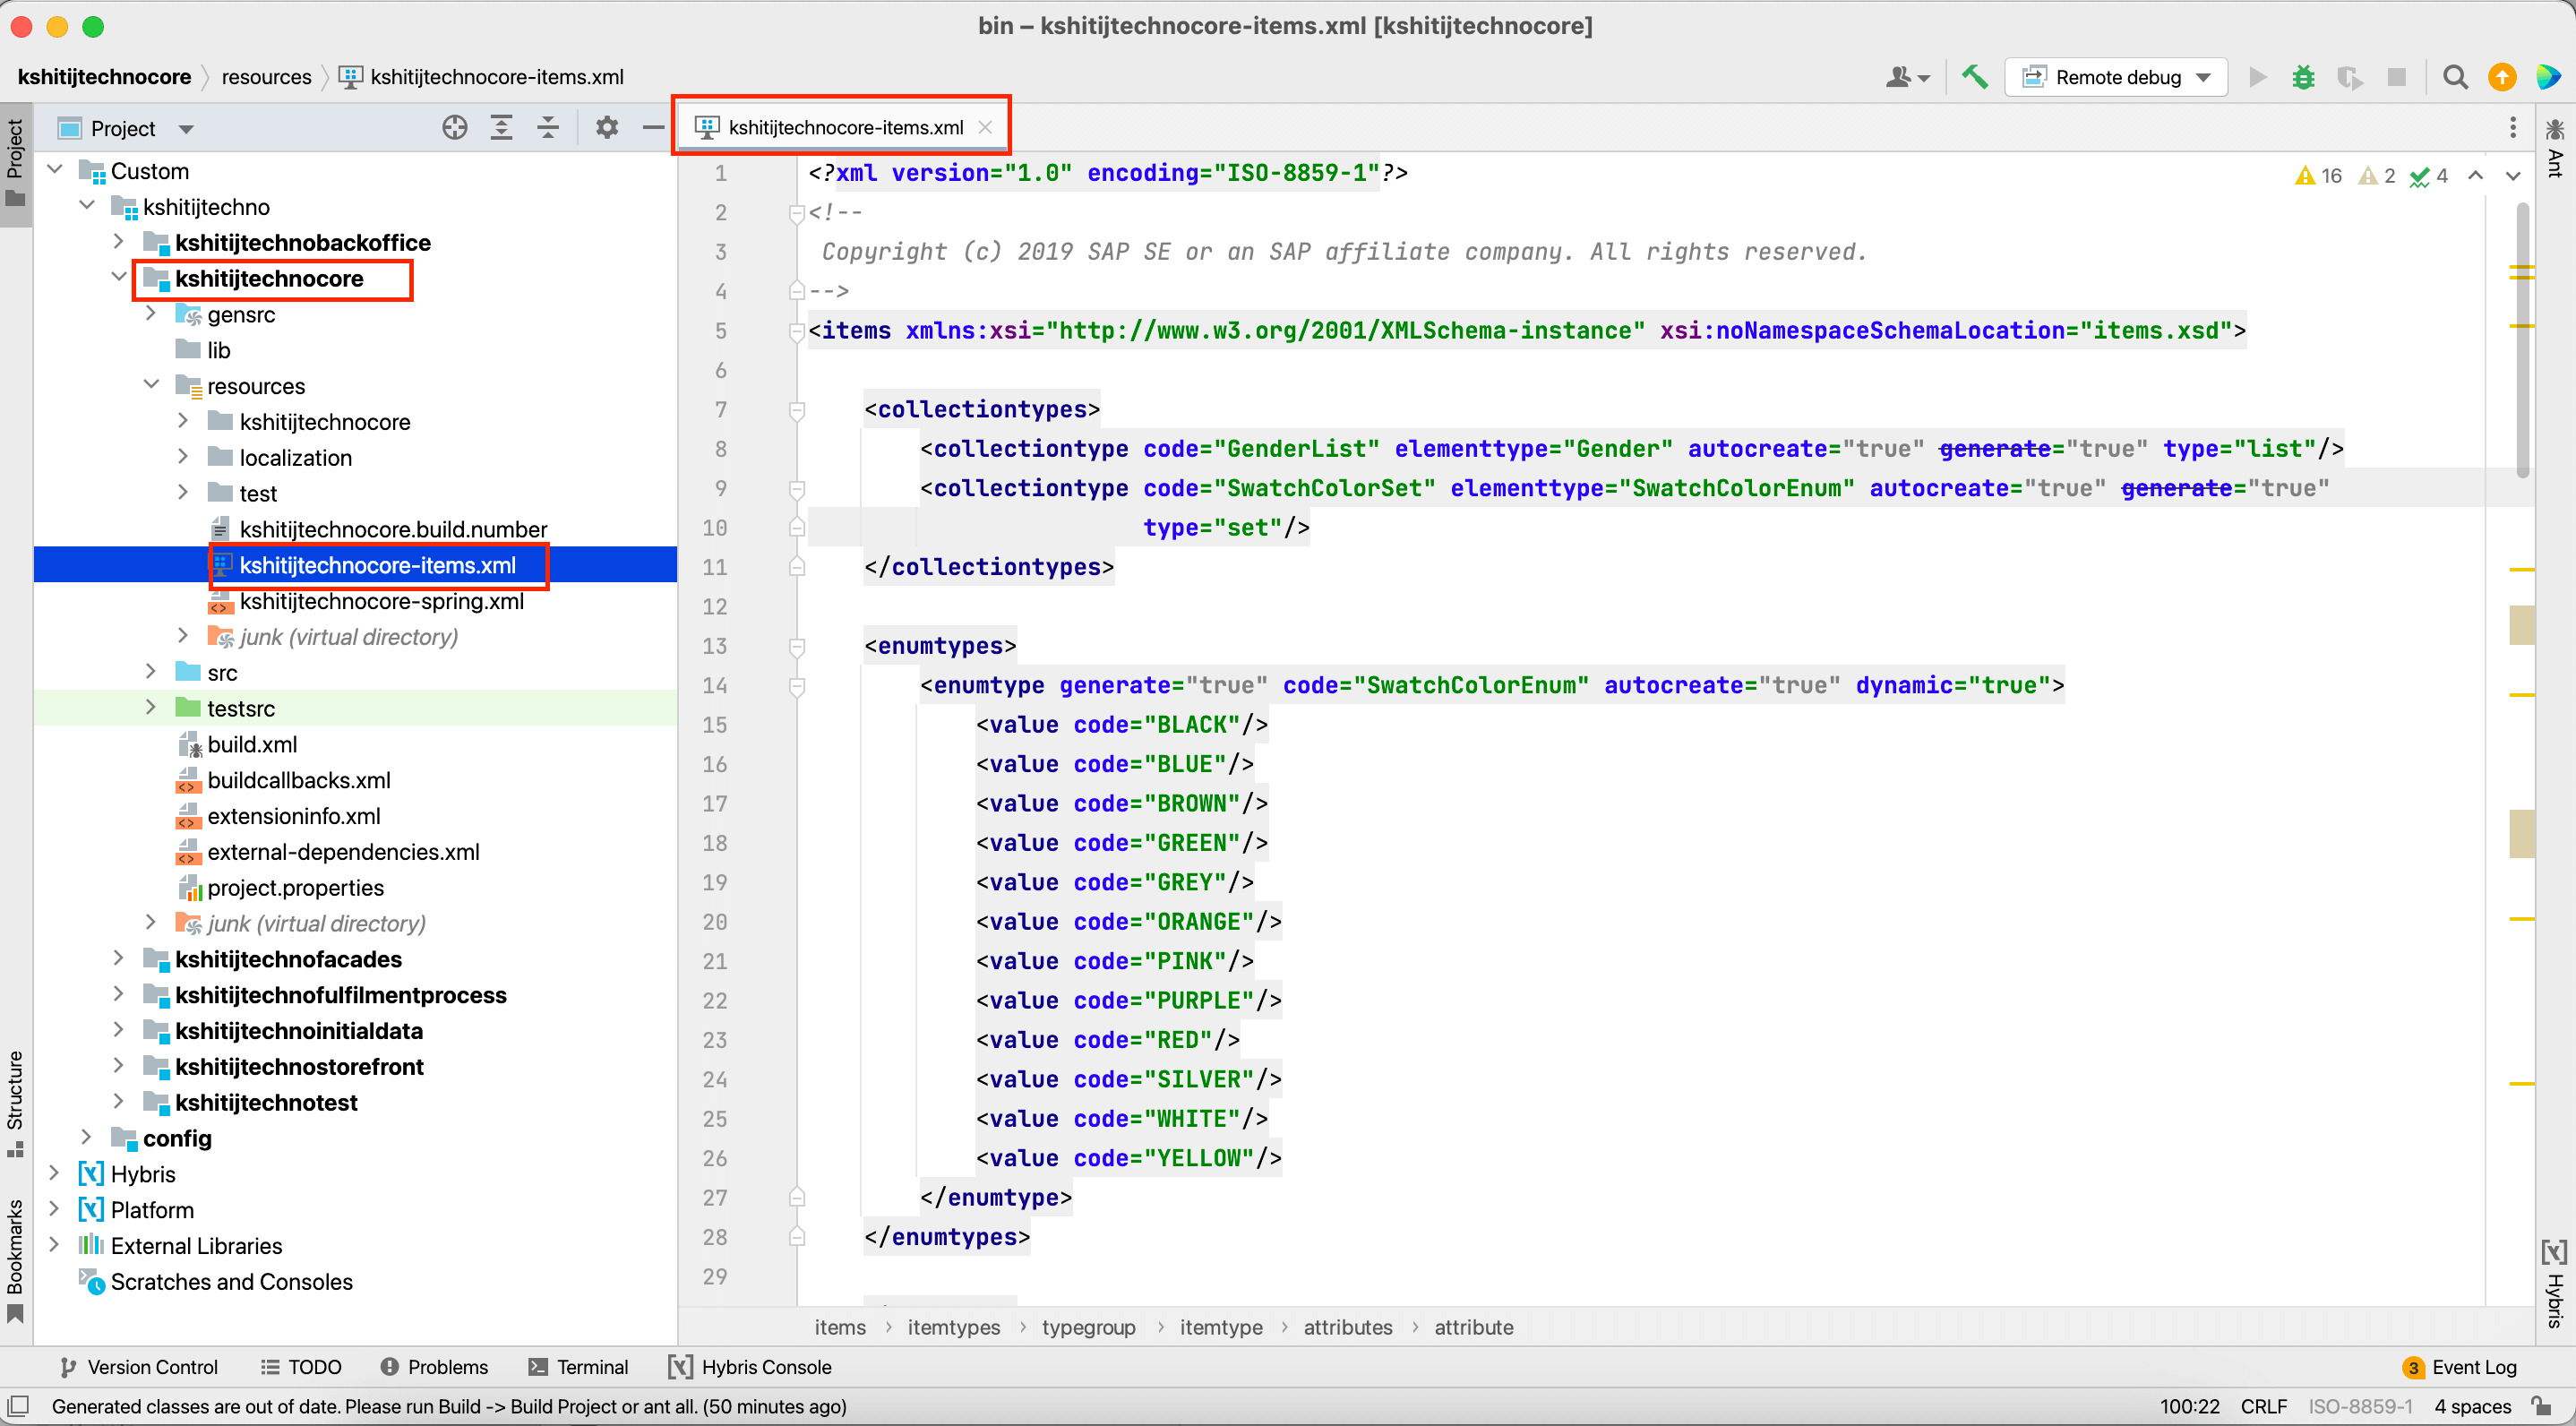 bin – kshitijtechnocore-items.xml [kshitijtechnocore]
kshitijtechnocore
resources
kshitijtechnocore-items.xml
Remote debug
Project
Project
Custom
kshitijtechno
kshitijtechnobackoffice
kshitijtechnocore
gensrc
lib
resources
kshitijtechnocore
localization
test
kshitijtechnocore.build.number
kshitijtechnocore-items.xml
kshitijtechnocore-spring.xml
junk (virtual directory)
src
testsrc
build.xml
buildcallbacks.xml
extensioninfo.xml
external-dependencies.xml
project.properties
junk (virtual directory)
kshitijtechnofacades
kshitijtechnofulfilmentprocess
kshitijtechnoinitialdata
kshitijtechnostorefront
kshitijtechnotest
config
Hybris
Platform
External Libraries
Scratches and Consoles
Structure
Bookmarks
kshitijtechnocore-items.xml
16 2 4
1 <?xml version="1.0" encoding="ISO-8859-1"?>
2 <!--
3 Copyright (c) 2019 SAP SE or an SAP affiliate company. All rights reserved.
4 -->
5 <items xmlns:xsi="http://www.w3.org/2001/XMLSchema-instance" xsi:noNamespaceSchemaLocation="items.xsd">
6
7 <collectiontypes>
8 <collectiontype code="GenderList" elementtype="Gender" autocreate="true" generate="true" type="list"/>
9 <collectiontype code="SwatchColorSet" elementtype="SwatchColorEnum" autocreate="true" generate="true"
10 type="set"/>
11 </collectiontypes>
12
13 <enumtypes>
14 <enumtype generate="true" code="SwatchColorEnum" autocreate="true" dynamic="true">
15 <value code="BLACK"/>
16 <value code="BLUE"/>
17 <value code="BROWN"/>
18 <value code="GREEN"/>
19 <value code="GREY"/>
20 <value code="ORANGE"/>
21 <value code="PINK"/>
22 <value code="PURPLE"/>
23 <value code="RED"/>
24 <value code="SILVER"/>
25 <value code="WHITE"/>
26 <value code="YELLOW"/>
27 </enumtype>
28 </enumtypes>
29
items › itemtypes › typegroup › itemtype › attributes › attribute
Ant
Hybris
Version Control
TODO
Problems
Terminal
Hybris Console
3 Event Log
Generated classes are out of date. Please run Build -> Build Project or ant all. (50 minutes ago)
100:22 CRLF ISO-8859-1 4 spaces